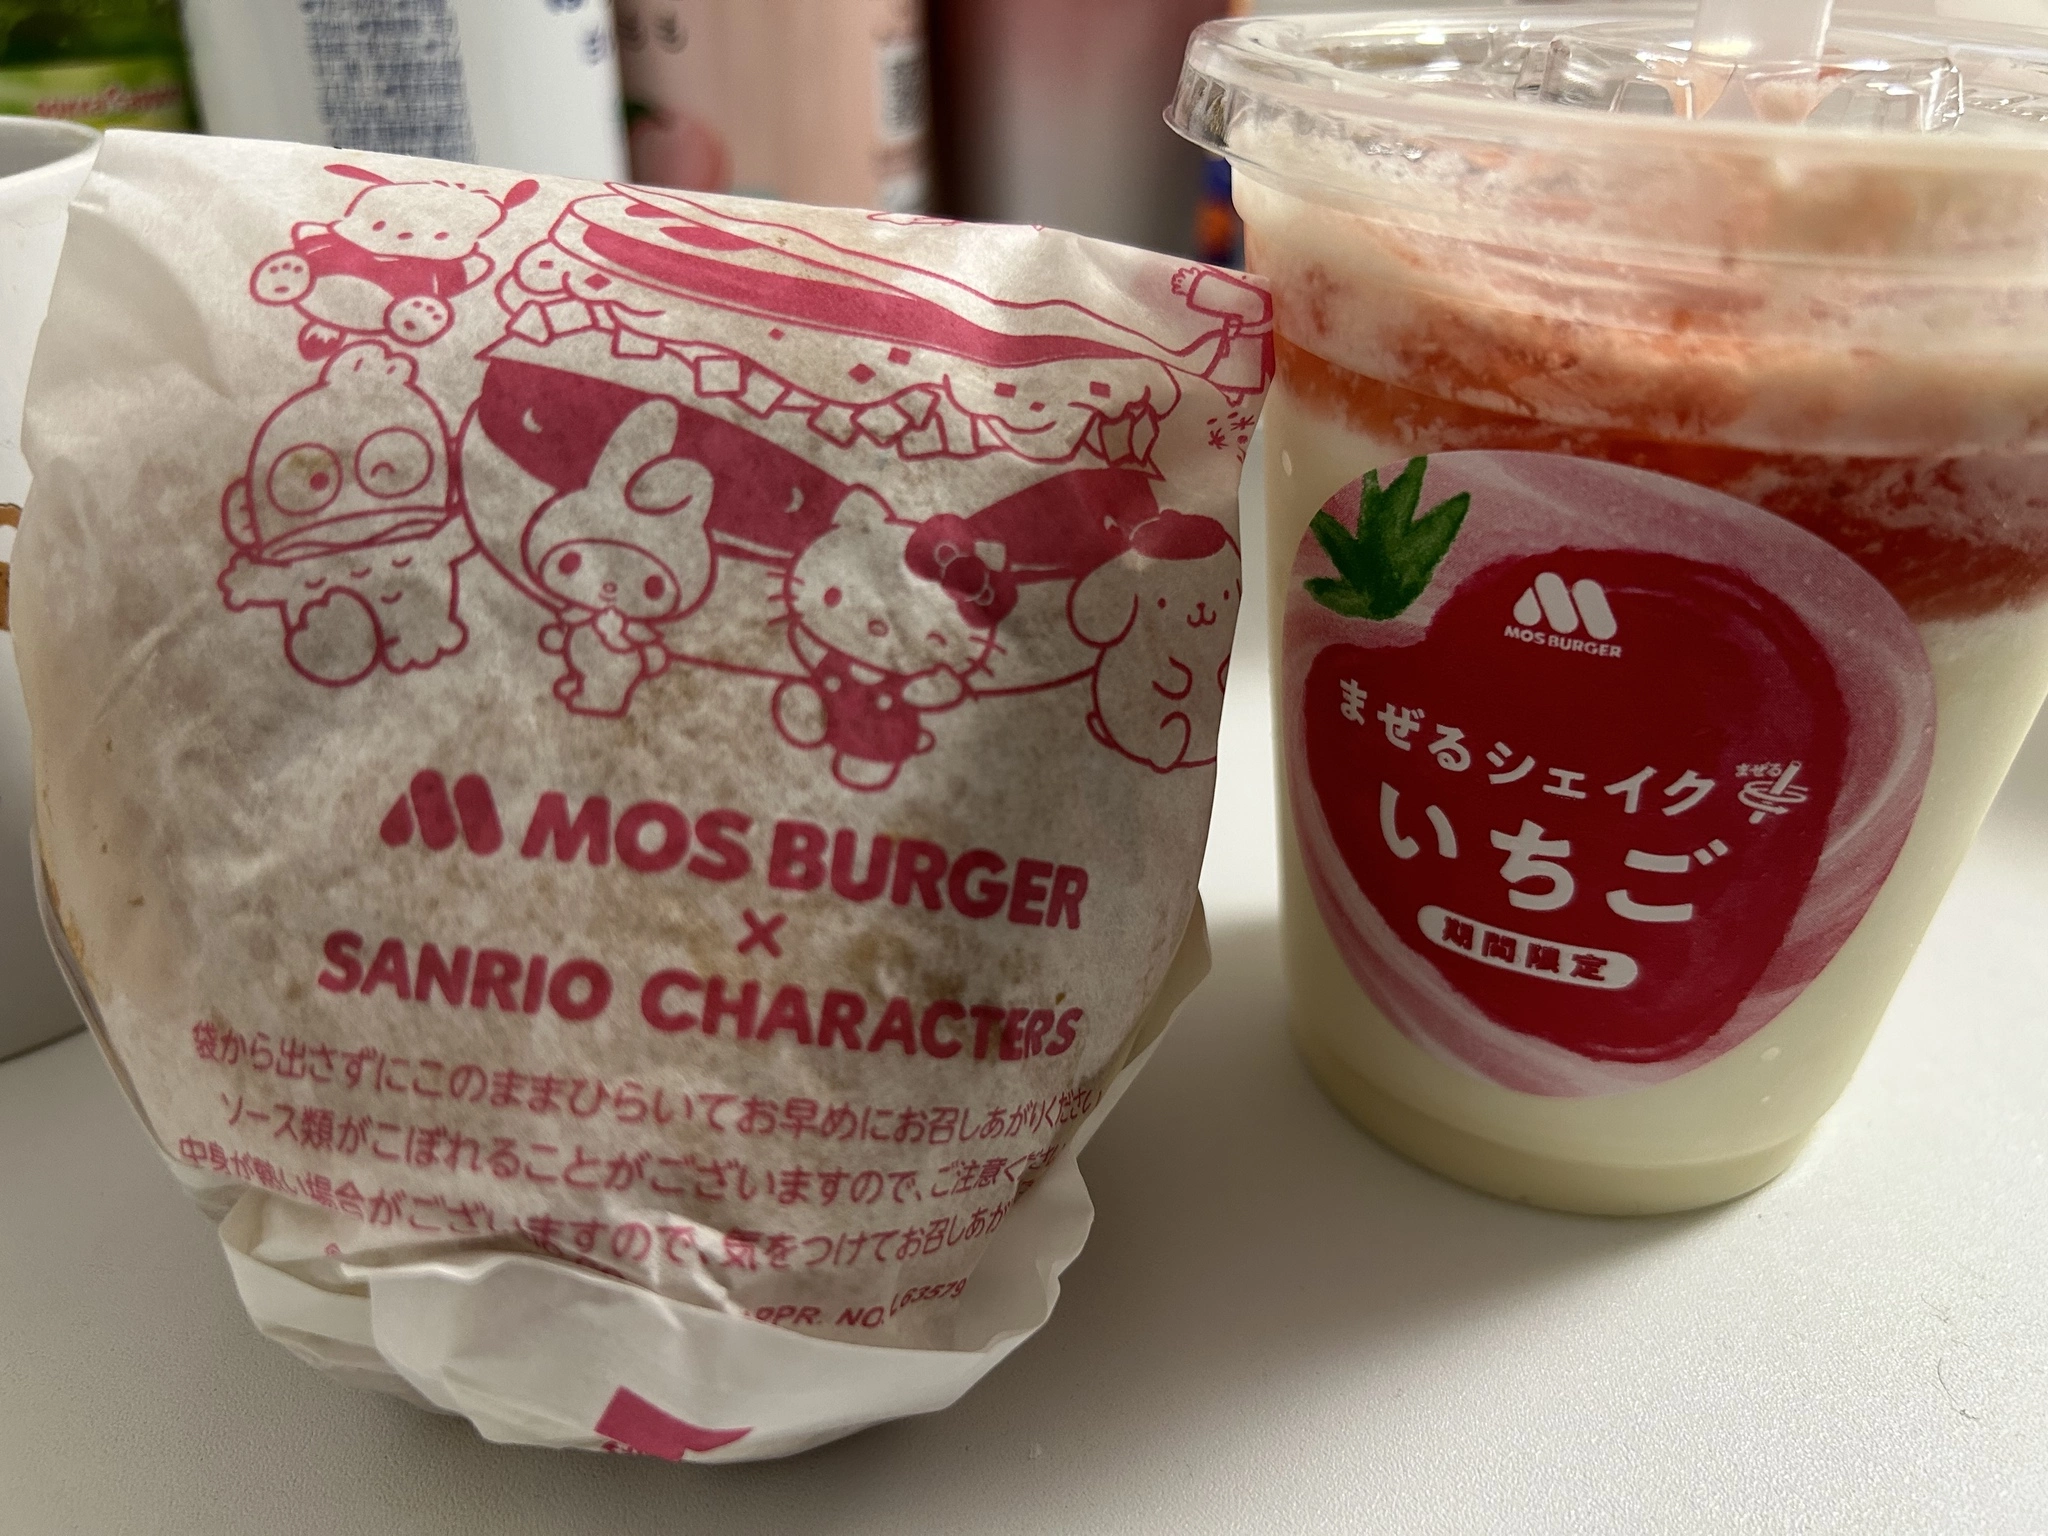 MOS BURGER
×
SANRIO CHARACTERS
袋から出さずにこのままひらいてお早めにお召しあがりください
ソース類がこぼれることがございますので、ご注意ください
中身が熱い場合がございますので、気をつけてお召しあが
APPR. NO. L63579
MOS BURGER
まぜるシェイク
まぜる
いちご
期間限定